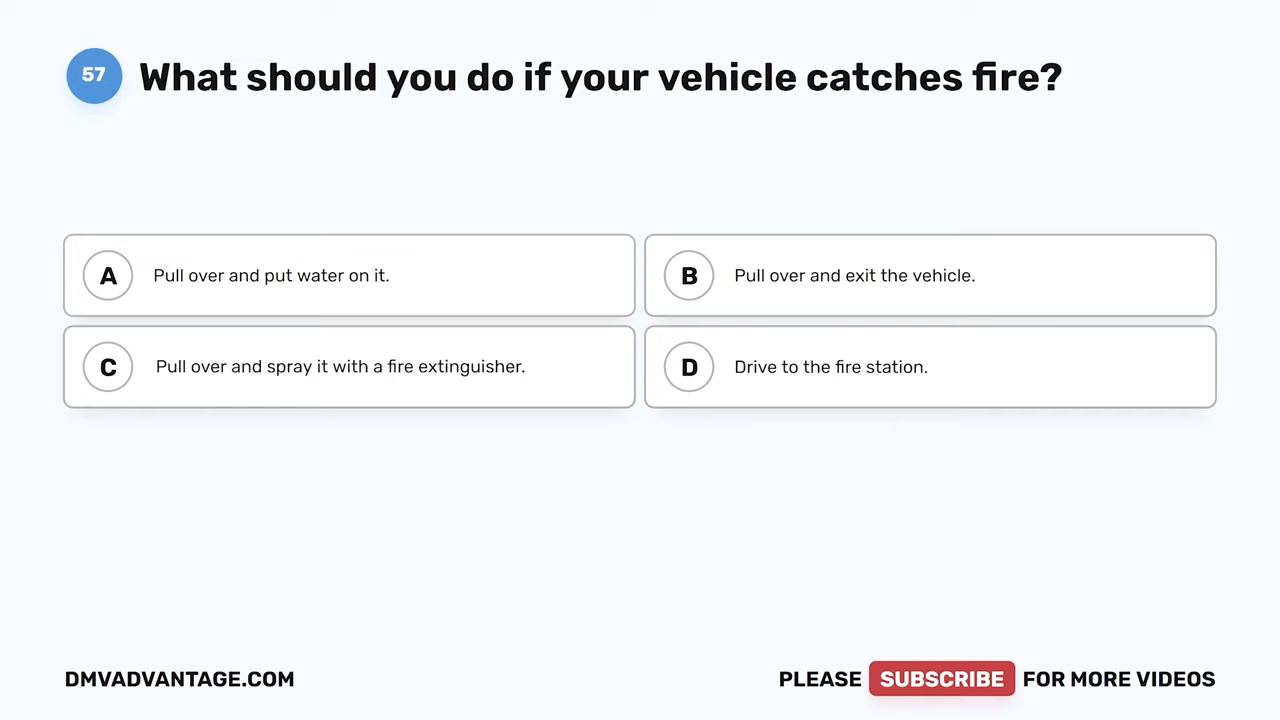 57 What should you do if your vehicle catches fire?
A Pull over and put water on it.
B Pull over and exit the vehicle.
C Pull over and spray it with a fire extinguisher.
D Drive to the fire station.
DMVADVANTAGE.COM
PLEASE SUBSCRIBE FOR MORE VIDEOS